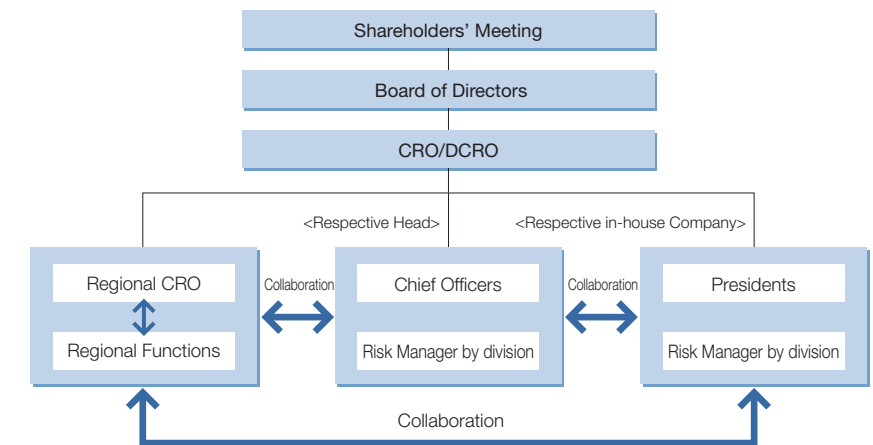 Shareholders’ Meeting
Board of Directors
CRO/DCRO
<Respective Head>
<Respective in-house Company>
Regional CRO
Collaboration
Chief Officers
Collaboration
Presidents
Regional Functions
Risk Manager by division
Risk Manager by division
Collaboration